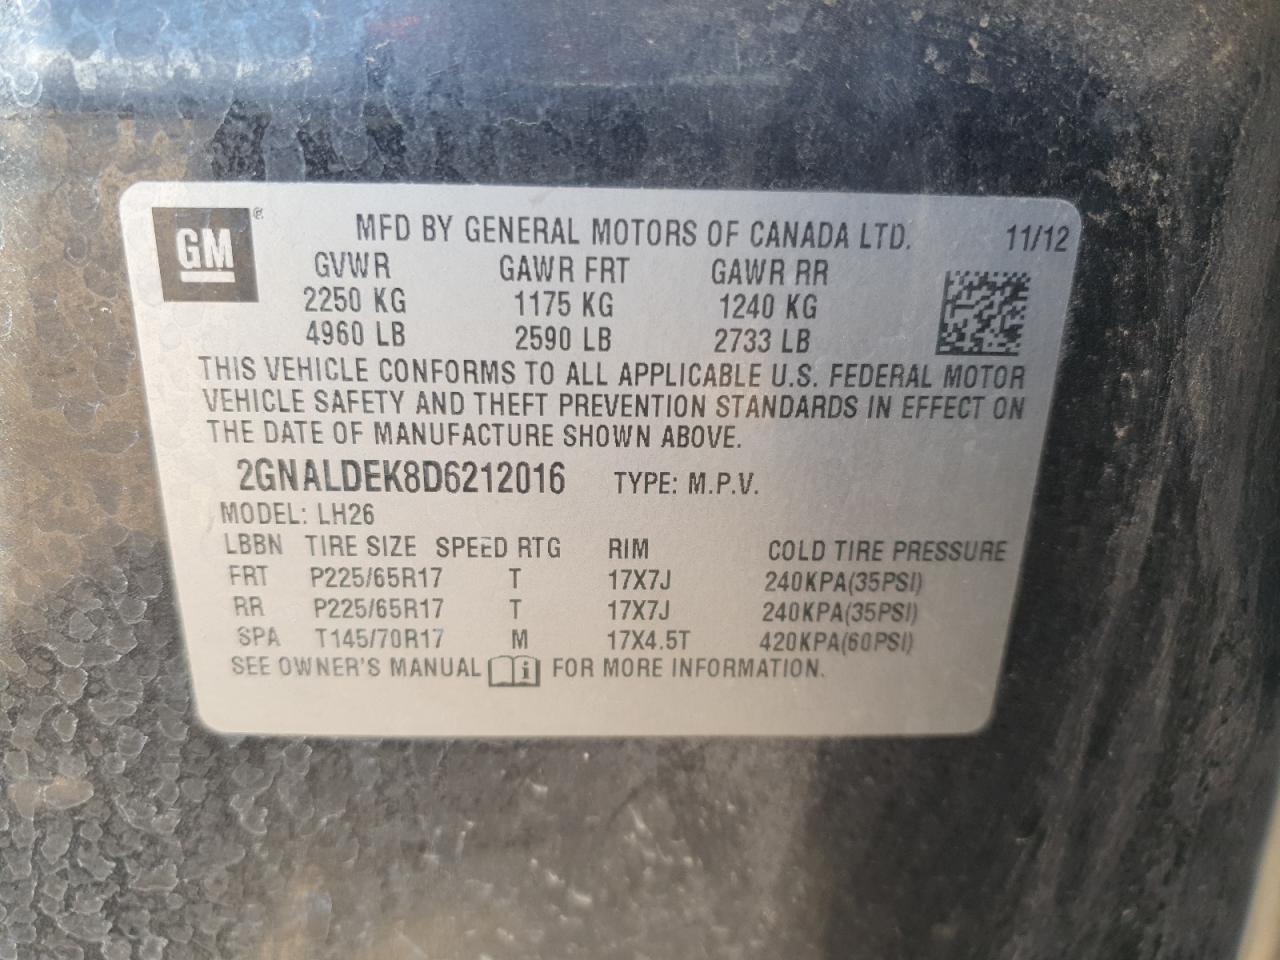 GM ®
MFD BY GENERAL MOTORS OF CANADA LTD. 11/12
GVWR GAWR FRT GAWR RR
2250 KG 1175 KG 1240 KG
4960 LB 2590 LB 2733 LB
THIS VEHICLE CONFORMS TO ALL APPLICABLE U.S. FEDERAL MOTOR
VEHICLE SAFETY AND THEFT PREVENTION STANDARDS IN EFFECT ON
THE DATE OF MANUFACTURE SHOWN ABOVE.
2GNALDEK8D6212016 TYPE: M.P.V.
MODEL: LH26
LBBN TIRE SIZE SPEED RTG RIM COLD TIRE PRESSURE
FRT P225/65R17 T 17X7J 240KPA(35PSI)
RR P225/65R17 T 17X7J 240KPA(35PSI)
SPA T145/70R17 M 17X4.5T 420KPA(60PSI)
SEE OWNER'S MANUAL i FOR MORE INFORMATION.